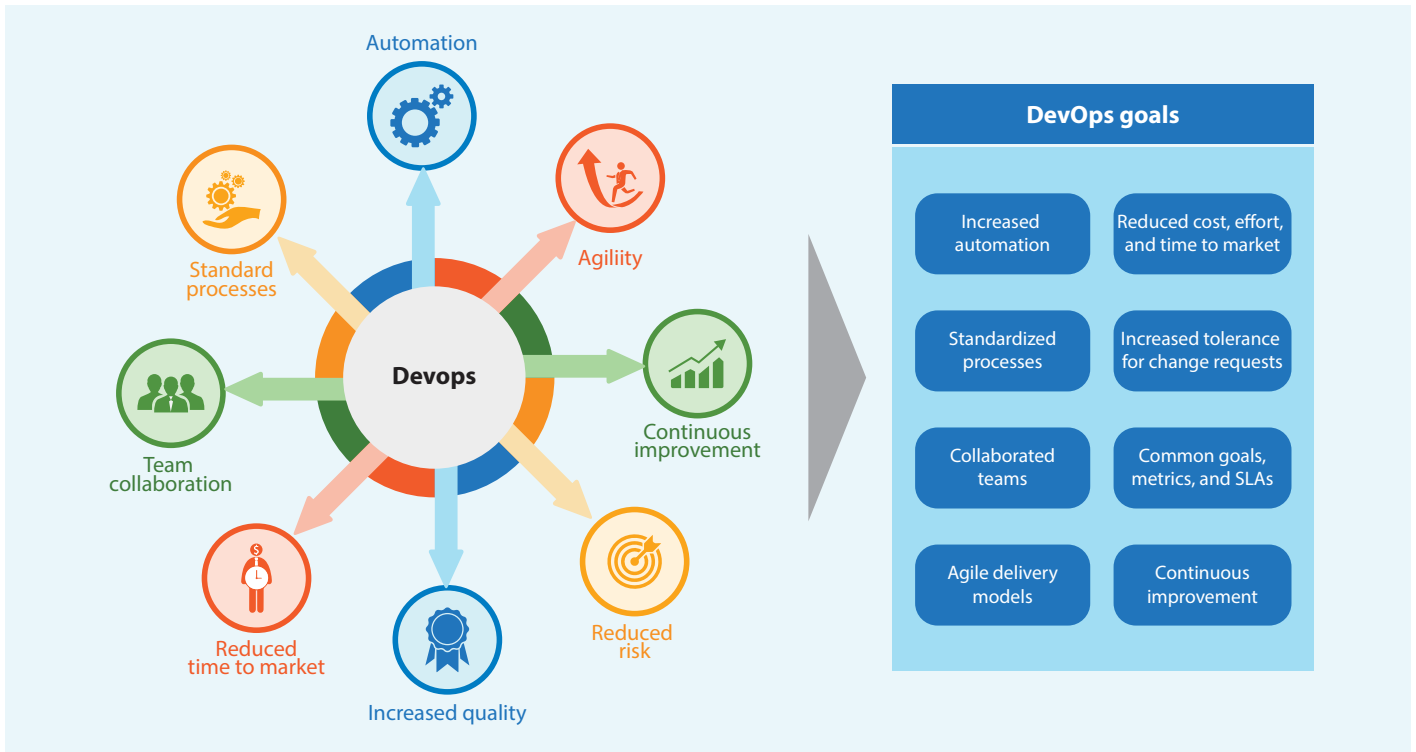 Automation
Agiliity
Continuous
improvement
Reduced
risk
Increased quality
Reduced
time to market
Team
collaboration
Standard
processes
Devops
DevOps goals
Increased
automation
Reduced cost, effort,
and time to market
Standardized
processes
Increased tolerance
for change requests
Collaborated
teams
Common goals,
metrics, and SLAs
Agile delivery
models
Continuous
improvement